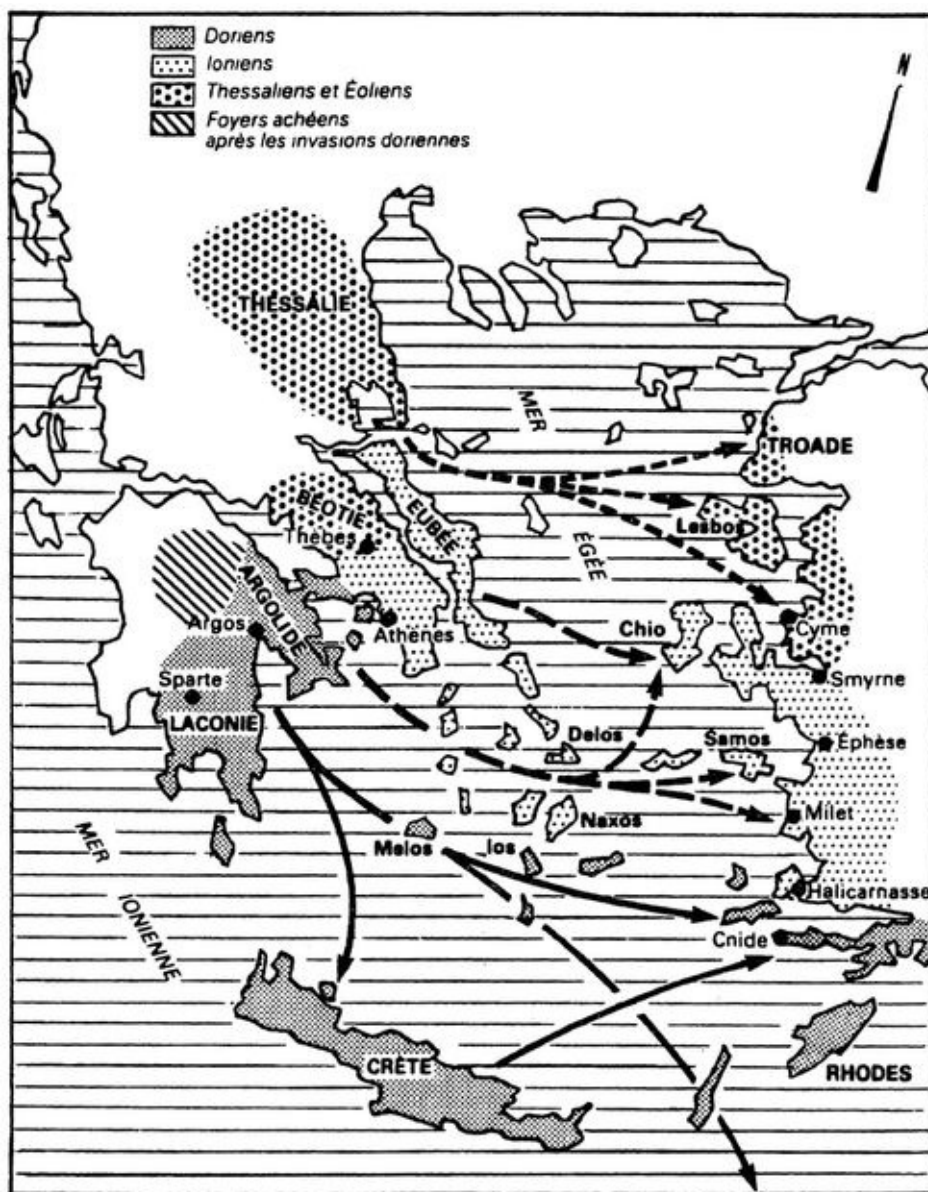 Doriens
Ioniens
Thessaliens et Éoliens
Foyers achéens
après les invasions doriennes
N
THESSALIE
MER
TROADE
BÉOTIE
EUBÉE
Lesbos
Thèbes
ÉGÉE
ARGOLIDE
Argos
Athènes
Chio
Cyme
Sparte
Smyrne
LACONIE
Delos
Samos
Éphèse
Naxos
Milet
Melos
Ios
MER
IONIENNE
Halicarnasse
Cnide
CRÈTE
RHODES